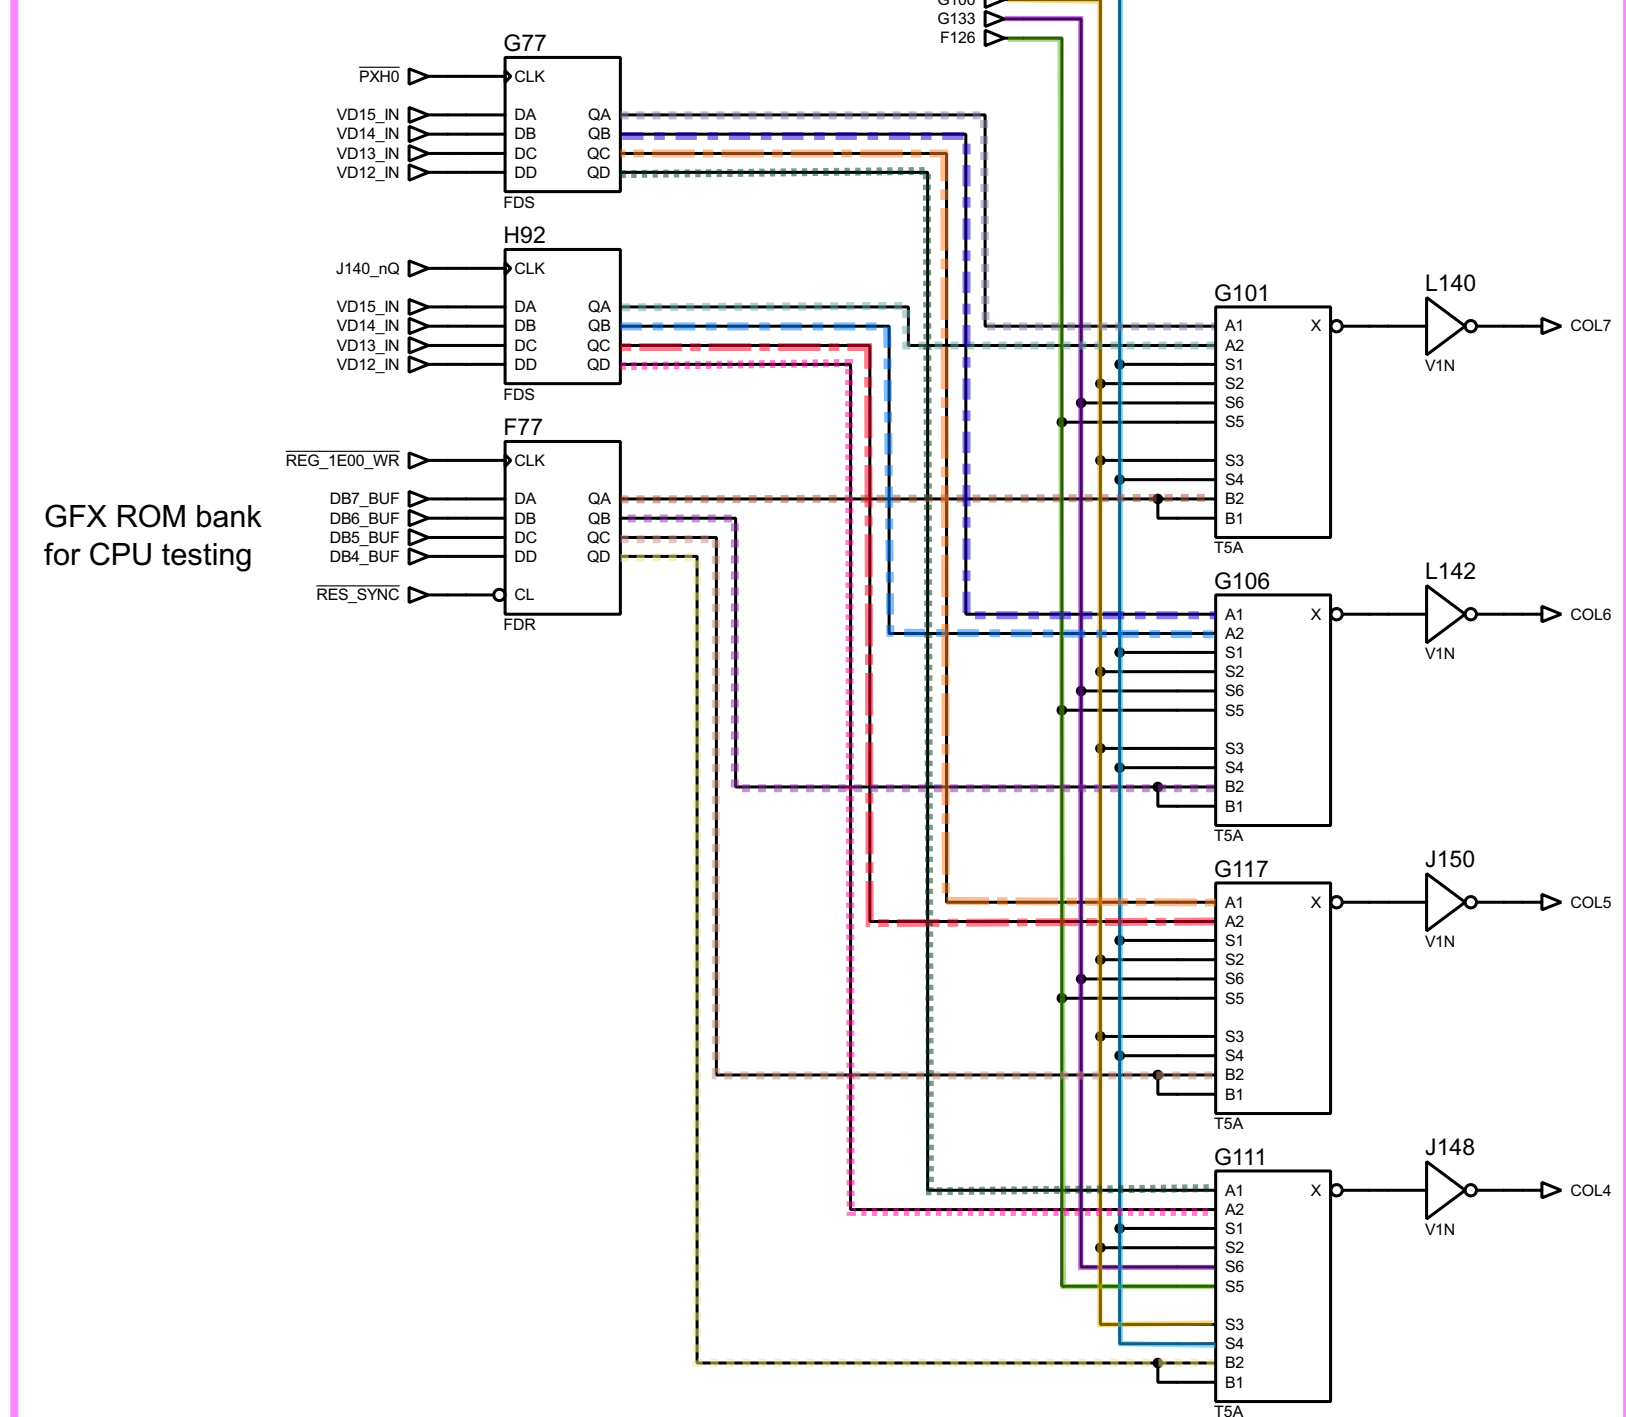 G133
F126
G77
PXH0
CLK
VD15_IN
DA
QA
VD14_IN
DB
QB
VD13_IN
DC
QC
VD12_IN
DD
QD
FDS
H92
J140_nQ
CLK
VD15_IN
DA
QA
VD14_IN
DB
QB
VD13_IN
DC
QC
VD12_IN
DD
QD
FDS
F77
REG_1E00_WR
CLK
DB7_BUF
DA
QA
DB6_BUF
DB
QB
DB5_BUF
DC
QC
DB4_BUF
DD
QD
RES_SYNC
CL
FDR
GFX ROM bank
for CPU testing
G101
A1
X
A2
S1
S2
S6
S5
S3
S4
B2
B1
T5A
L140
V1N
COL7
G106
A1
X
A2
S1
S2
S6
S5
S3
S4
B2
B1
T5A
L142
V1N
COL6
G117
A1
X
A2
S1
S2
S6
S5
S3
S4
B2
B1
T5A
J150
V1N
COL5
G111
A1
X
A2
S1
S2
S6
S5
S3
S4
B2
B1
T5A
J148
V1N
COL4